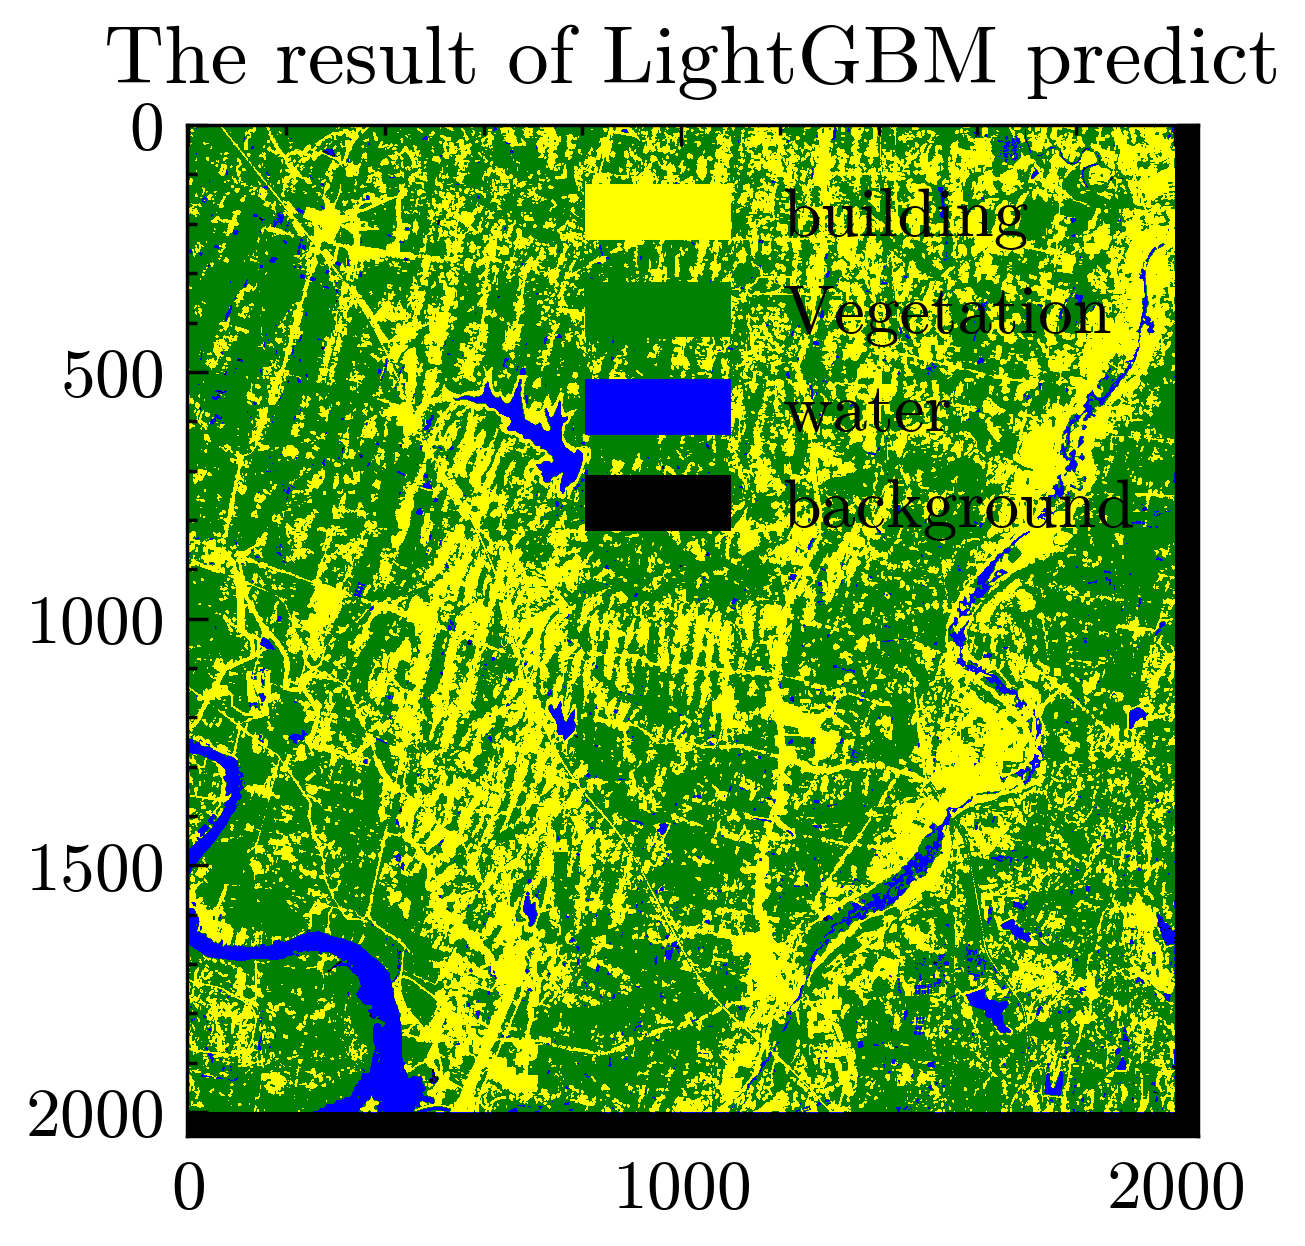 The result of LightGBM predict
0
building
Vegetation
500
water
background
1000
1500
2000
0 1000 2000